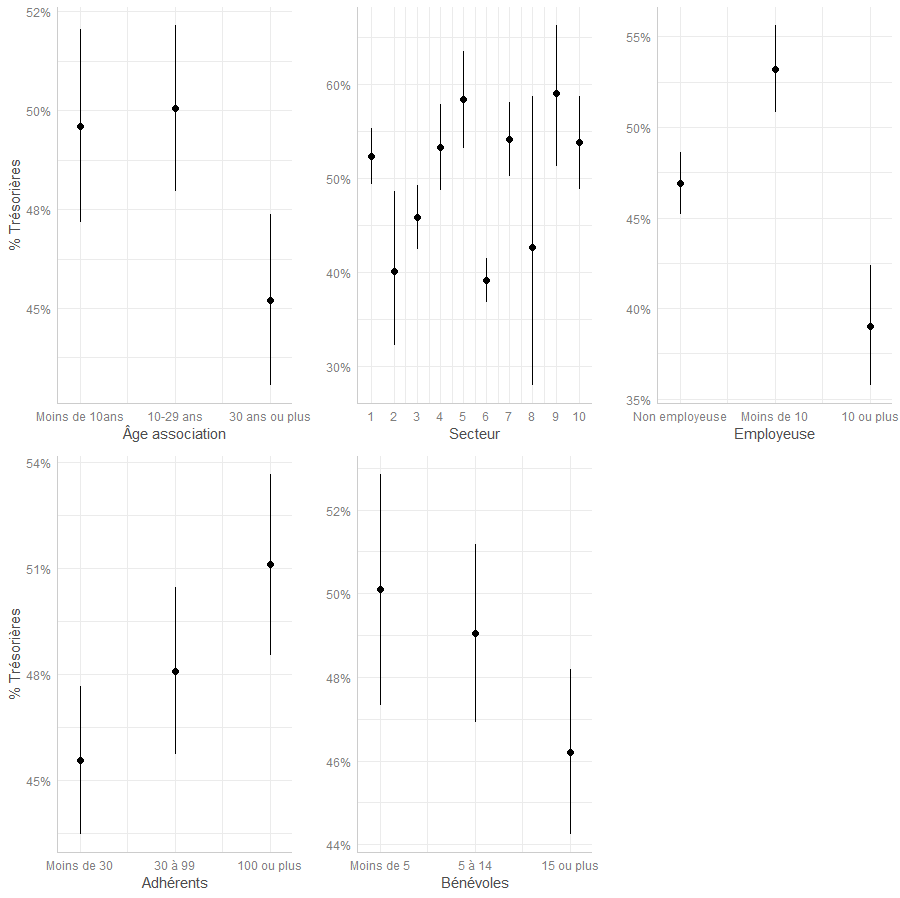 % Trésorières
52%
50%
48%
45%
Moins de 10ans 10-29 ans 30 ans ou plus
Âge association
60%
50%
40%
30%
1 2 3 4 5 6 7 8 9 10
Secteur
55%
50%
45%
40%
35%
Non employeuse Moins de 10 10 ou plus
Employeuse
% Trésorières
54%
51%
48%
45%
Moins de 30 30 à 99 100 ou plus
Adhérents
52%
50%
48%
46%
44%
Moins de 5 5 à 14 15 ou plus
Bénévoles